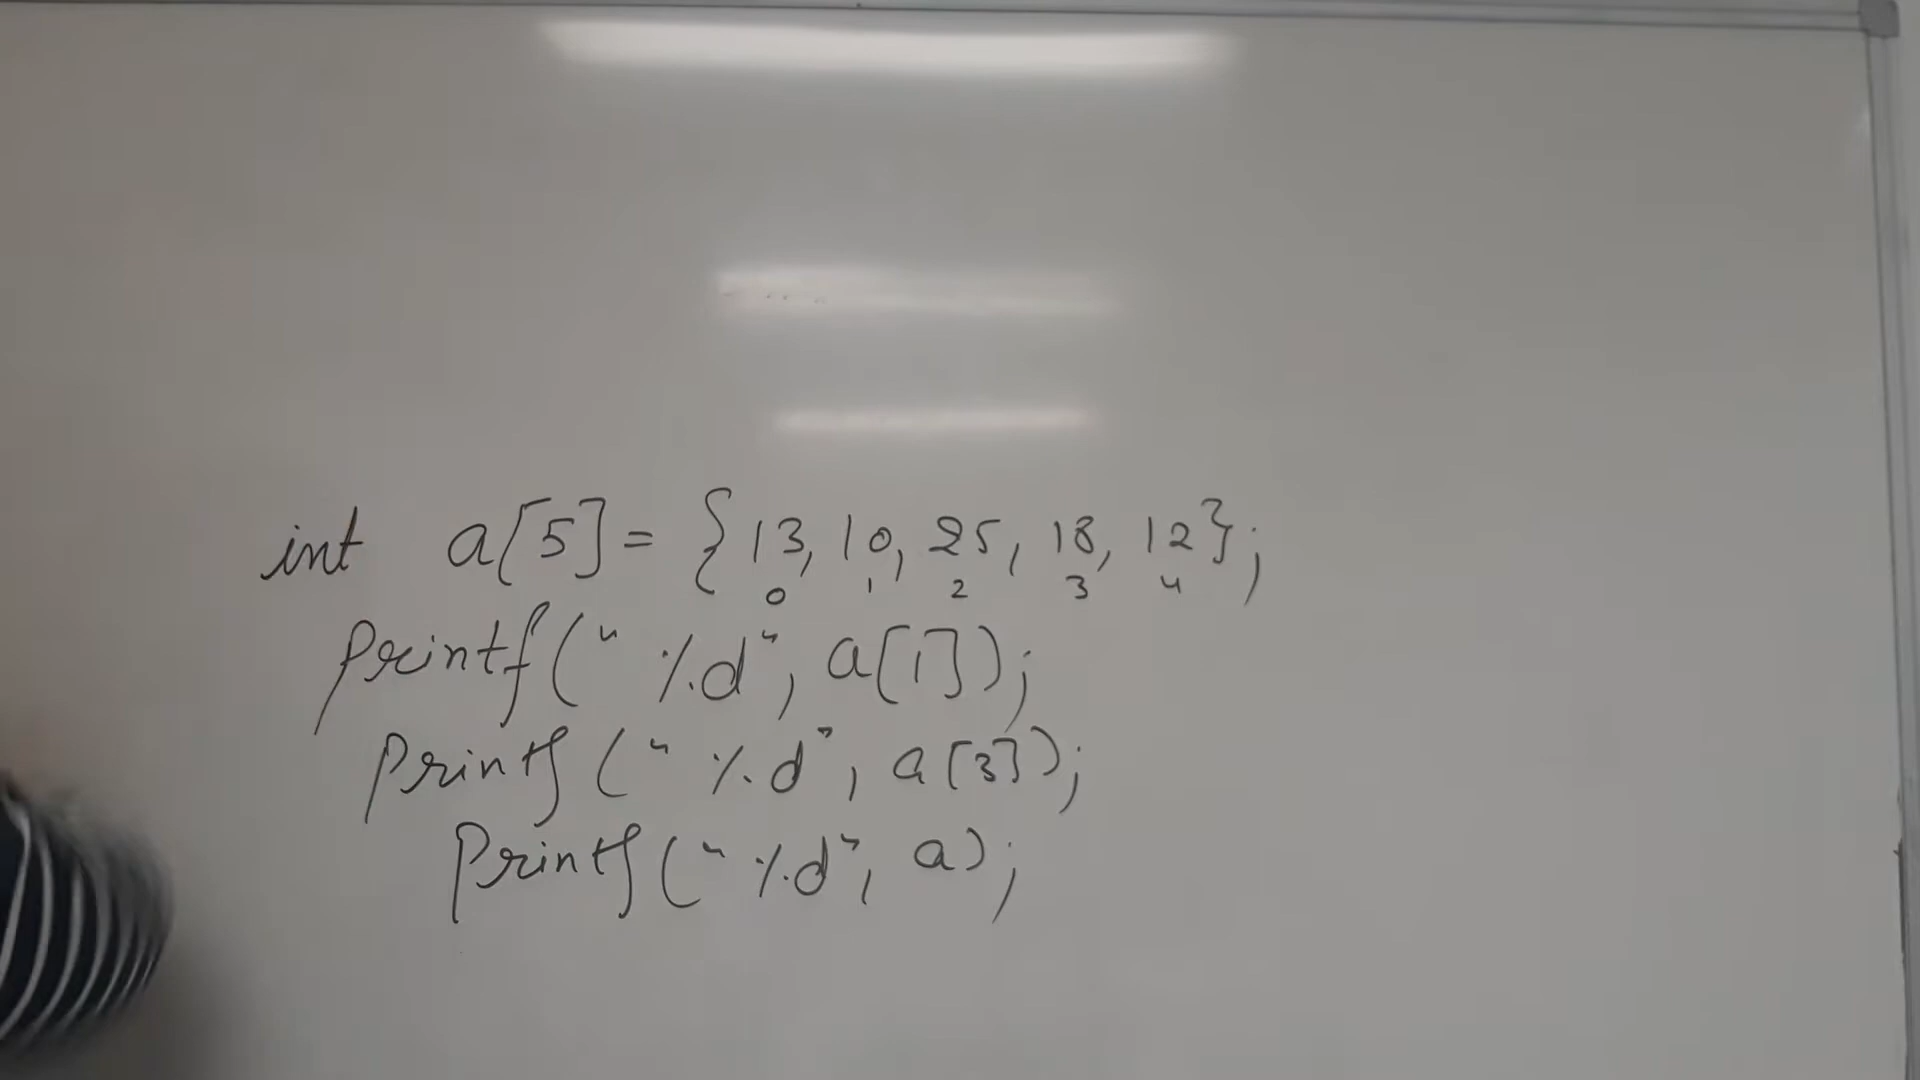 int a[5] = {13, 10, 25, 18, 12};
0 1 2 3 4
printf(" %d", a[1]);
printf(" %d", a[3]);
printf(" %d", a);